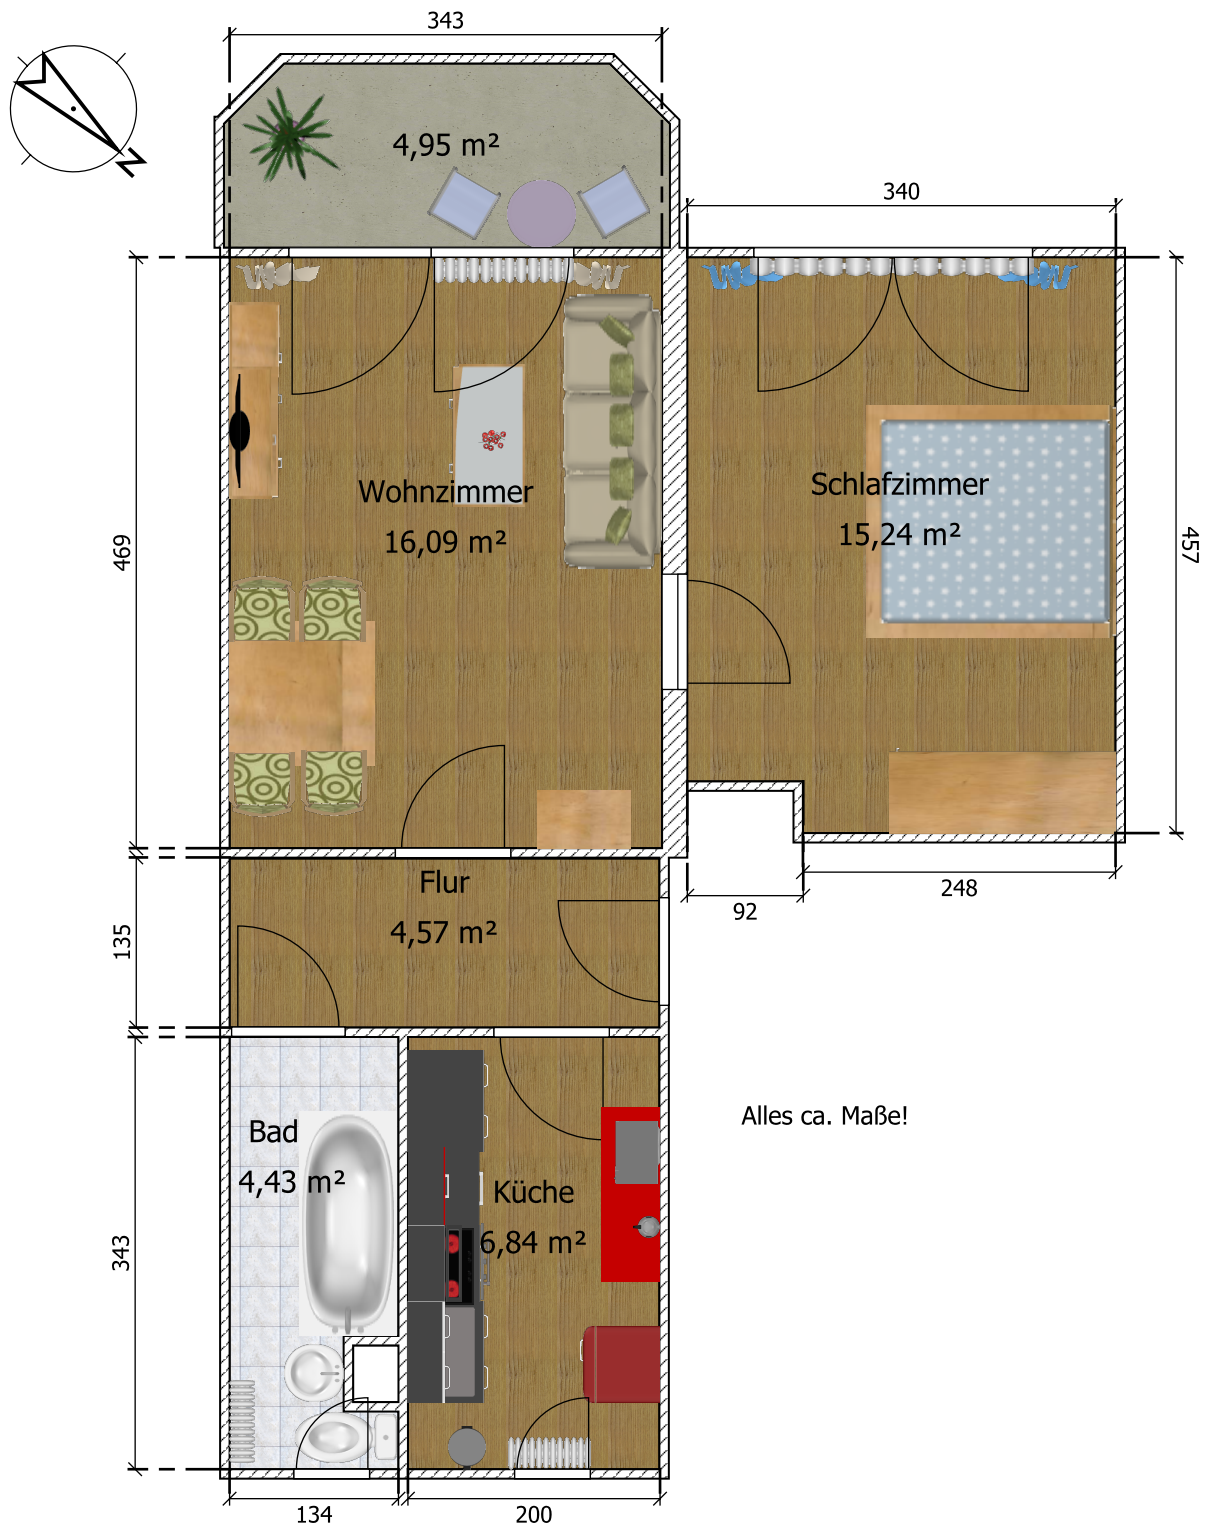 343
N
4,95 m²
340
Wohnzimmer
16,09 m²
Schlafzimmer
15,24 m²
469
457
Flur
4,57 m²
248
92
135
Bad
4,43 m²
Küche
6,84 m²
Alles ca. Maße!
343
134
200